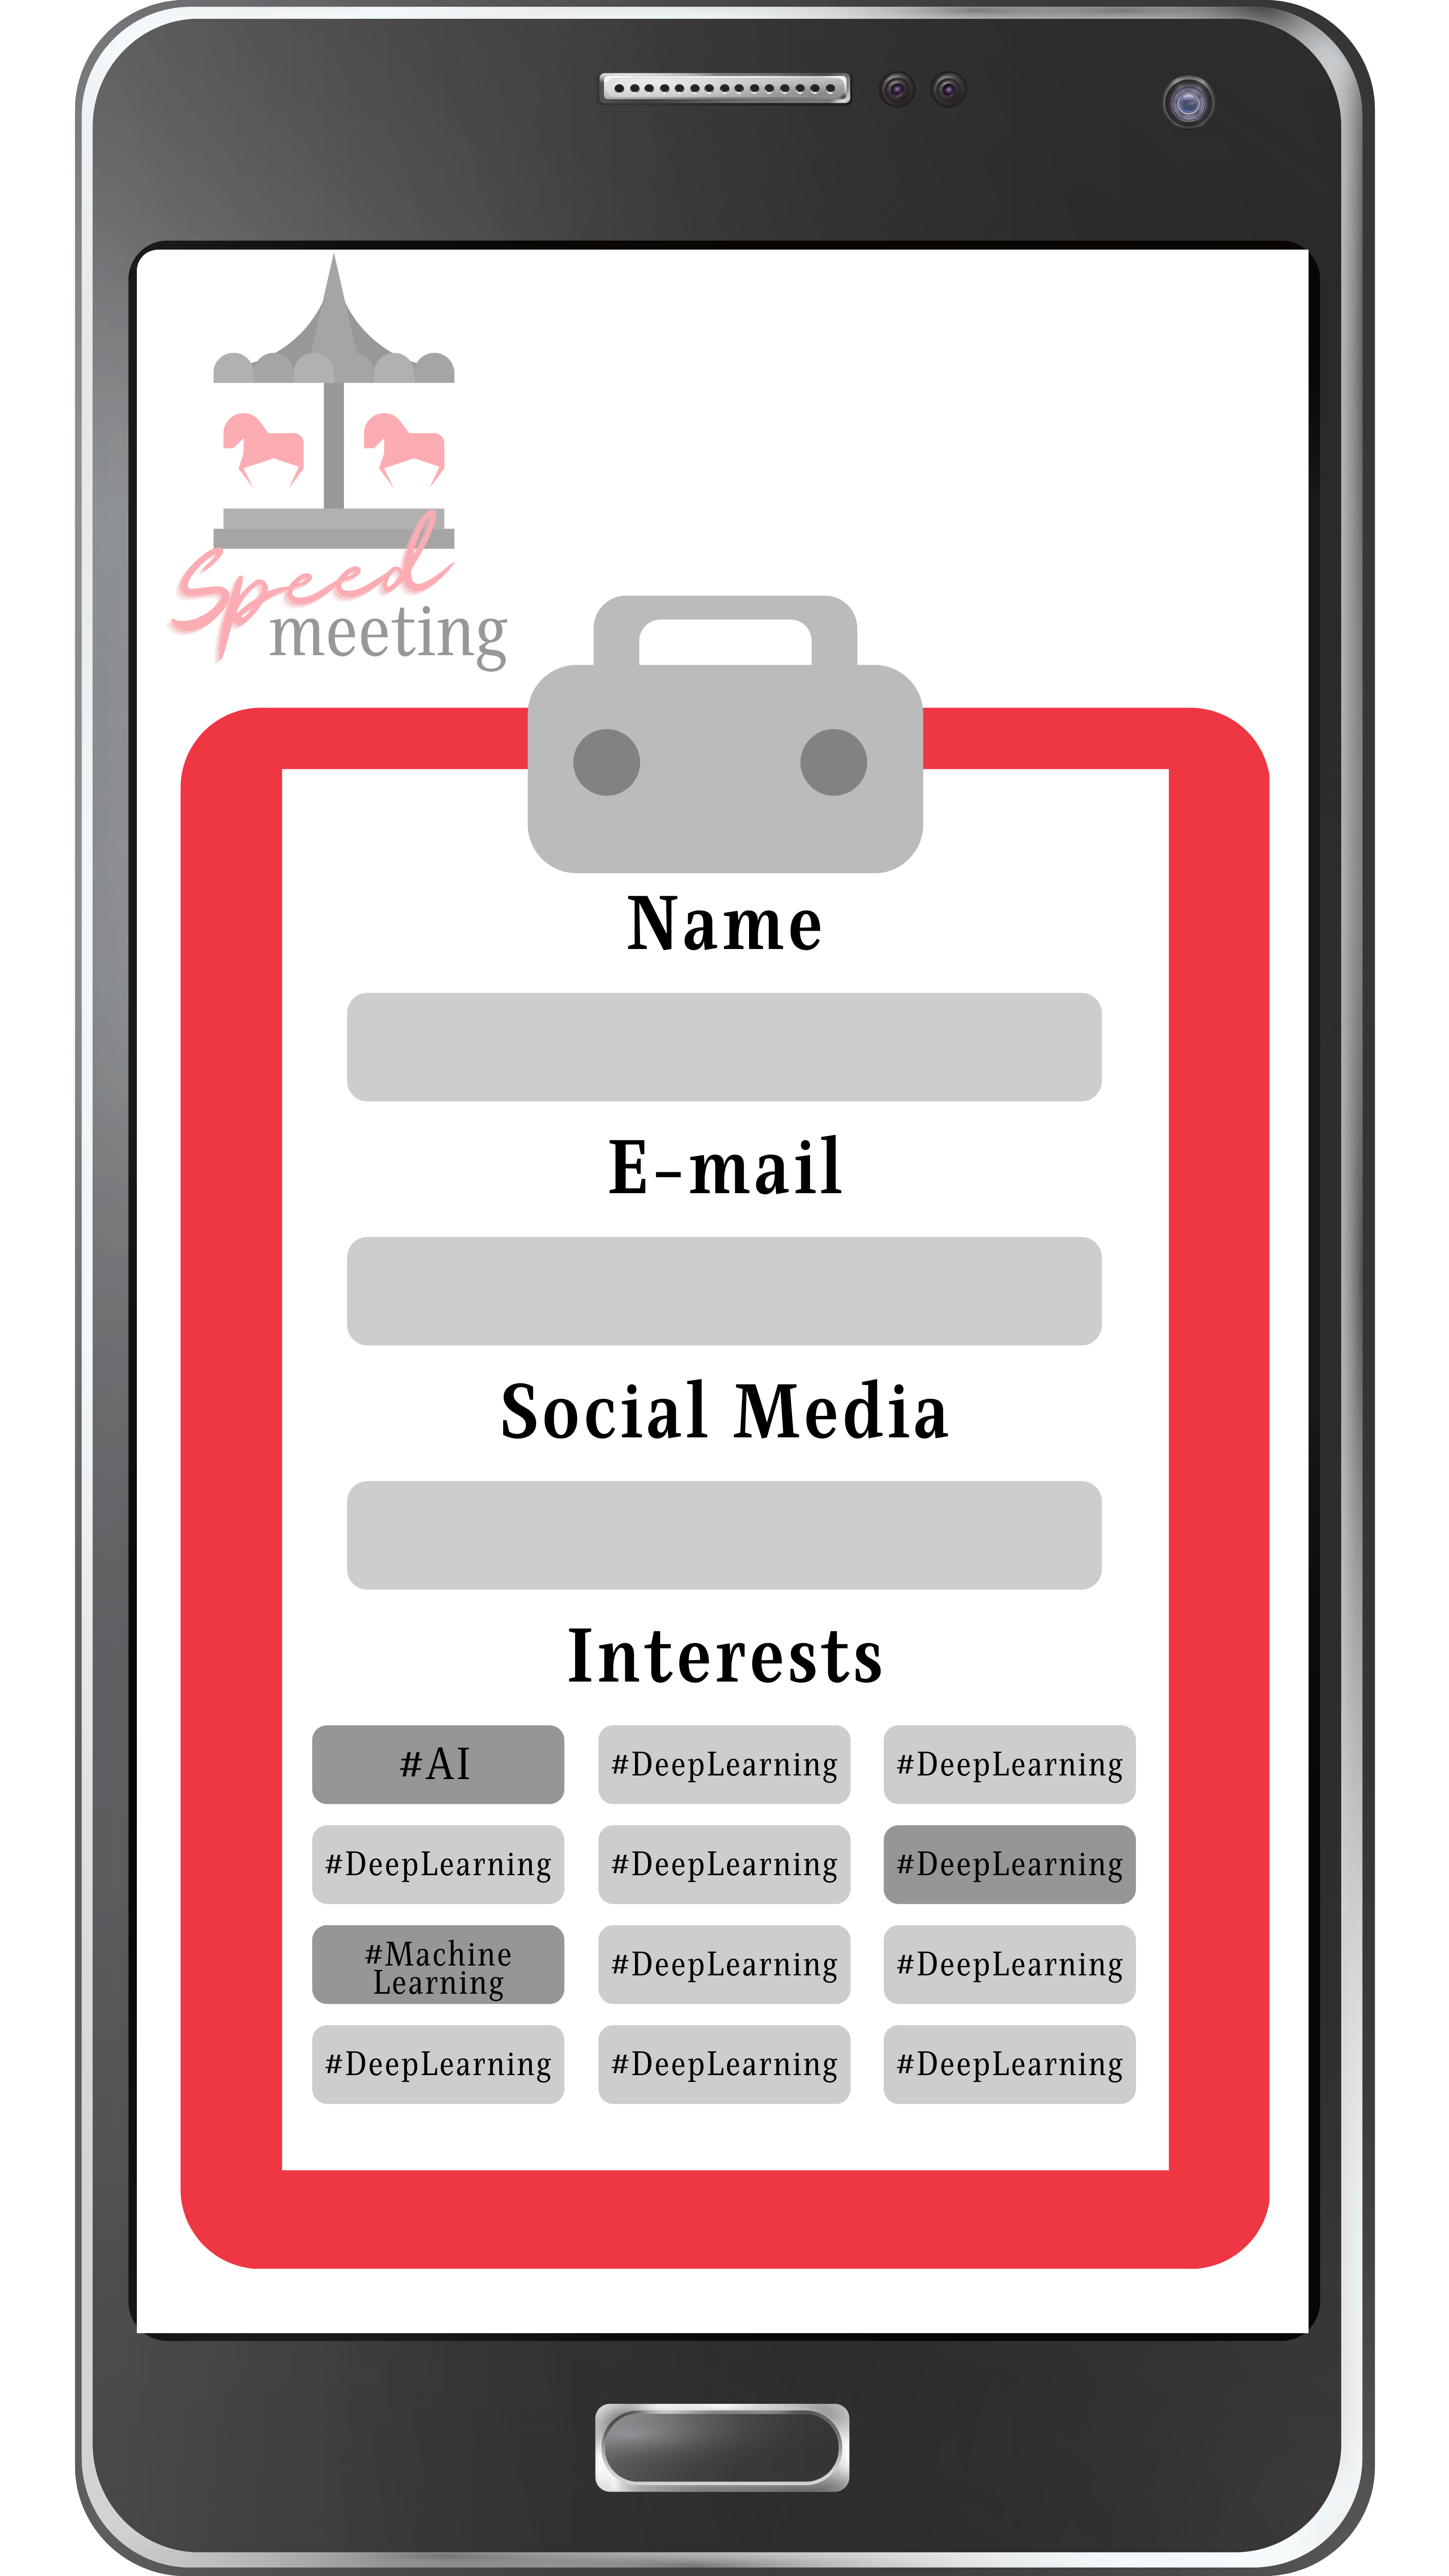 Speed
meeting
Name
E-mail
Social Media
Interests
#AI
#DeepLearning
#DeepLearning
#DeepLearning
#DeepLearning
#DeepLearning
#Machine
Learning
#DeepLearning
#DeepLearning
#DeepLearning
#DeepLearning
#DeepLearning